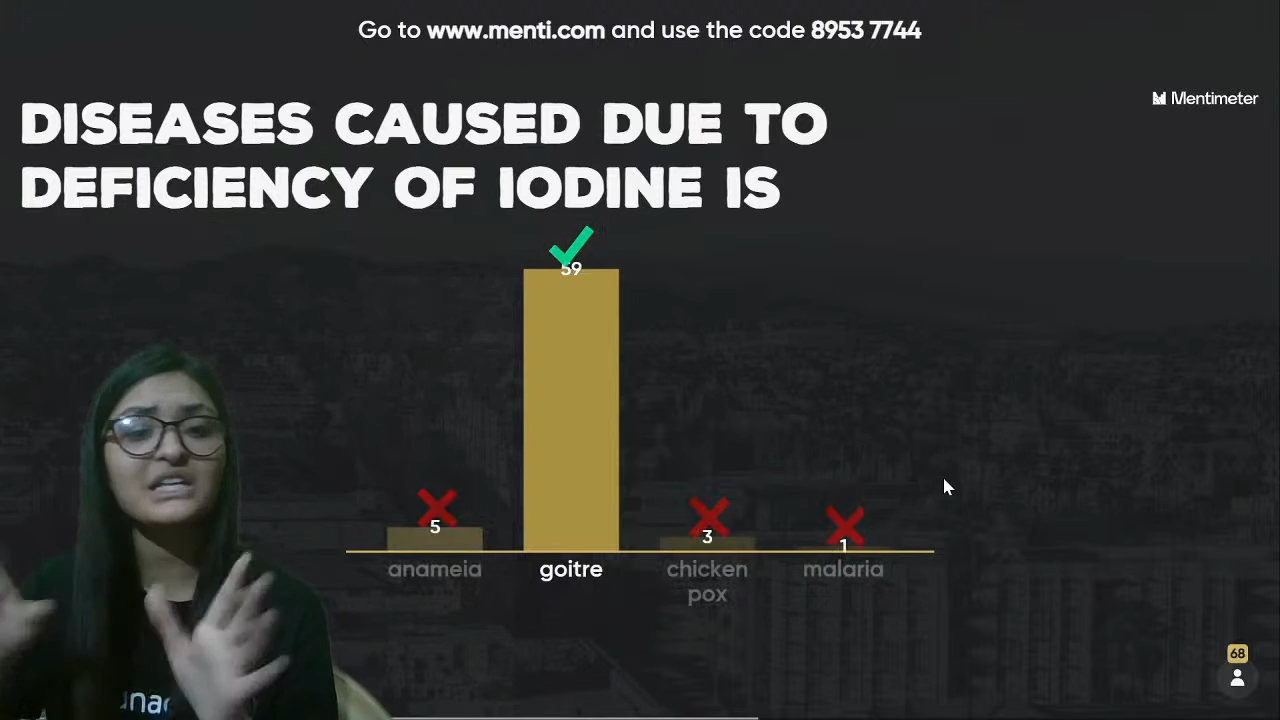 Go to www.menti.com and use the code 8953 7744
Mentimeter
DISEASES CAUSED DUE TO
DEFICIENCY OF IODINE IS
59
5
3
1
anameia
goitre
chicken
pox
malaria
68